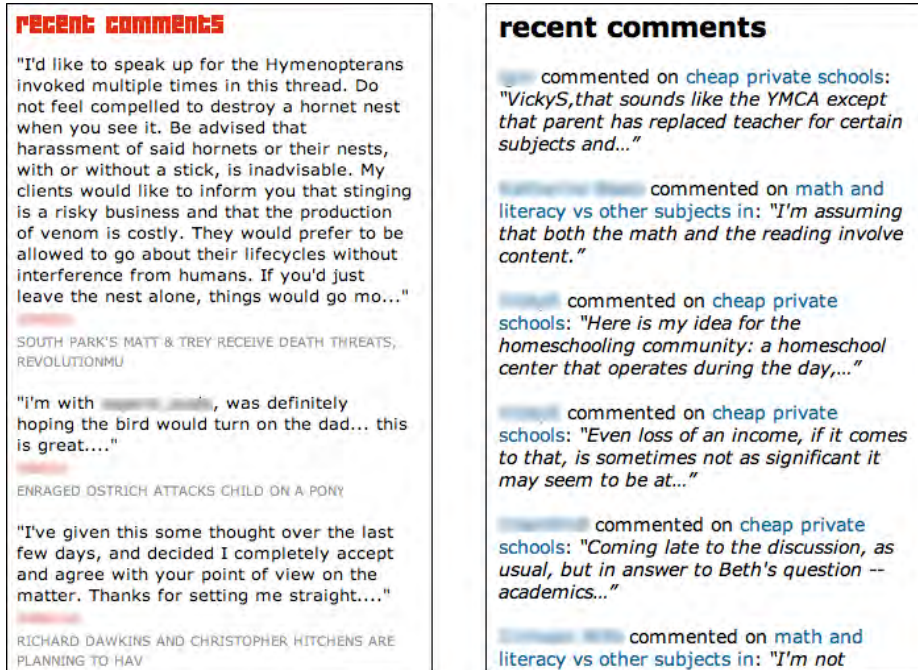 recent comments
"I'd like to speak up for the Hymenopterans
invoked multiple times in this thread. Do
not feel compelled to destroy a hornet nest
when you see it. Be advised that
harassment of said hornets or their nests,
with or without a stick, is inadvisable. My
clients would like to inform you that stinging
is a risky business and that the production
of venom is costly. They would prefer to be
allowed to go about their lifecycles without
interference from humans. If you'd just
leave the nest alone, things would go mo..."
SOUTH PARK'S MATT & TREY RECEIVE DEATH THREATS,
REVOLUTIONMU
"i'm with , was definitely
hoping the bird would turn on the dad... this
is great...."
ENRAGED OSTRICH ATTACKS CHILD ON A PONY
"I've given this some thought over the last
few days, and decided I completely accept
and agree with your point of view on the
matter. Thanks for setting me straight...."
RICHARD DAWKINS AND CHRISTOPHER HITCHENS ARE
PLANNING TO HAV
recent comments
commented on cheap private schools:
"VickyS,that sounds like the YMCA except
that parent has replaced teacher for certain
subjects and…"
commented on math and
literacy vs other subjects in: "I'm assuming
that both the math and the reading involve
content."
commented on cheap private
schools: "Here is my idea for the
homeschooling community: a homeschool
center that operates during the day,…"
commented on cheap private
schools: "Even loss of an income, if it comes
to that, is sometimes not as significant it
may seem to be at…"
commented on cheap private
schools: "Coming late to the discussion, as
usual, but in answer to Beth's question --
academics…"
commented on math and
literacy vs other subjects in: "I'm not